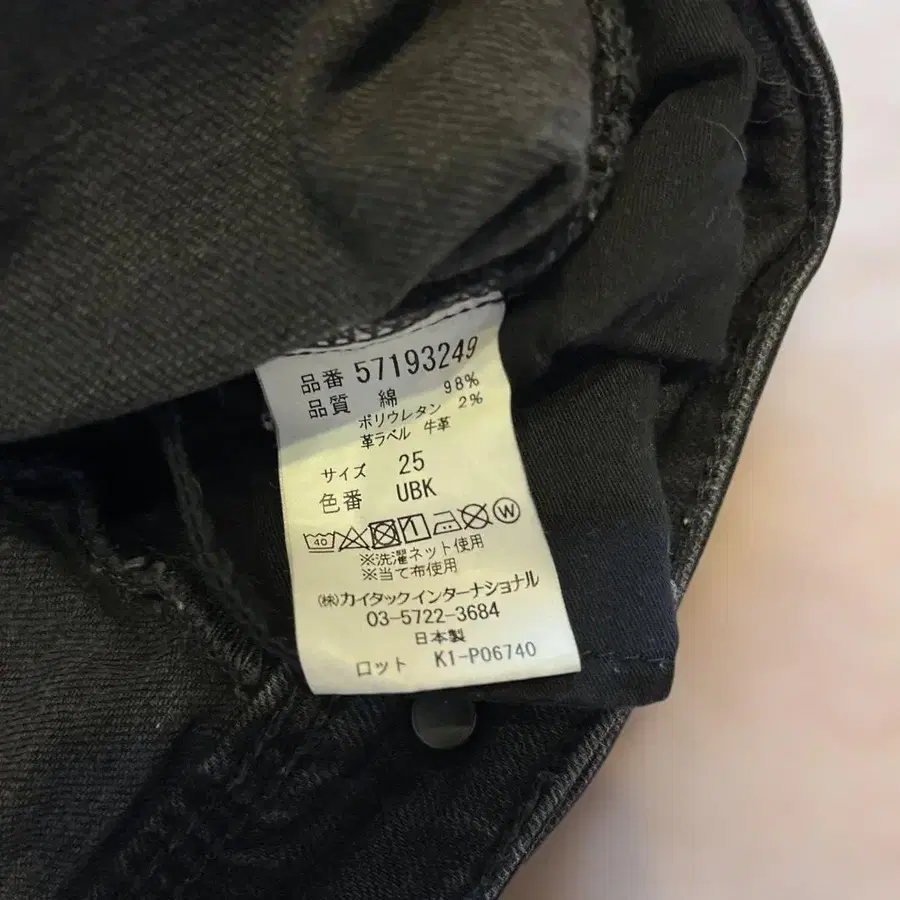 品番 57193249
品質 綿 98%
ポリウレタン 2%
革ラベル 牛革
サイズ 25
色番 UBK
40 W
※洗濯ネット使用
※当て布使用
㈱カイタックインターナショナル
03-5722-3684
日本製
ロット K1-P06740